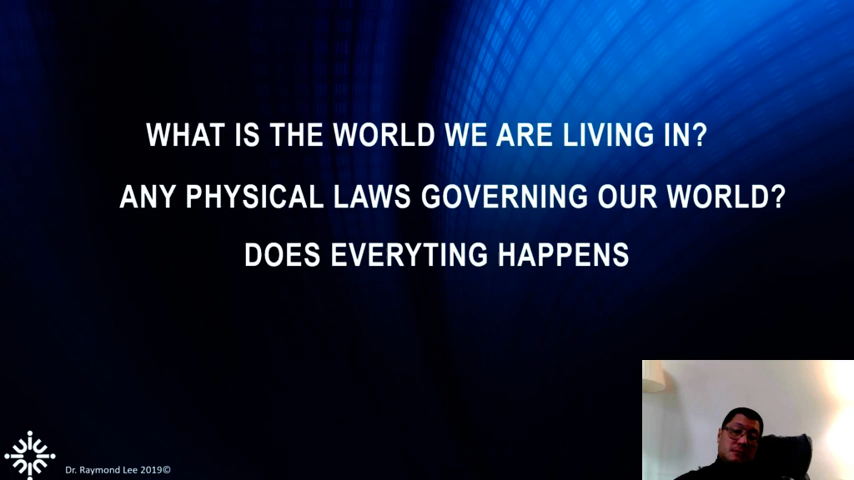 WHAT IS THE WORLD WE ARE LIVING IN?
ANY PHYSICAL LAWS GOVERNING OUR WORLD?
DOES EVERYTING HAPPENS
Dr. Raymond Lee 2019©